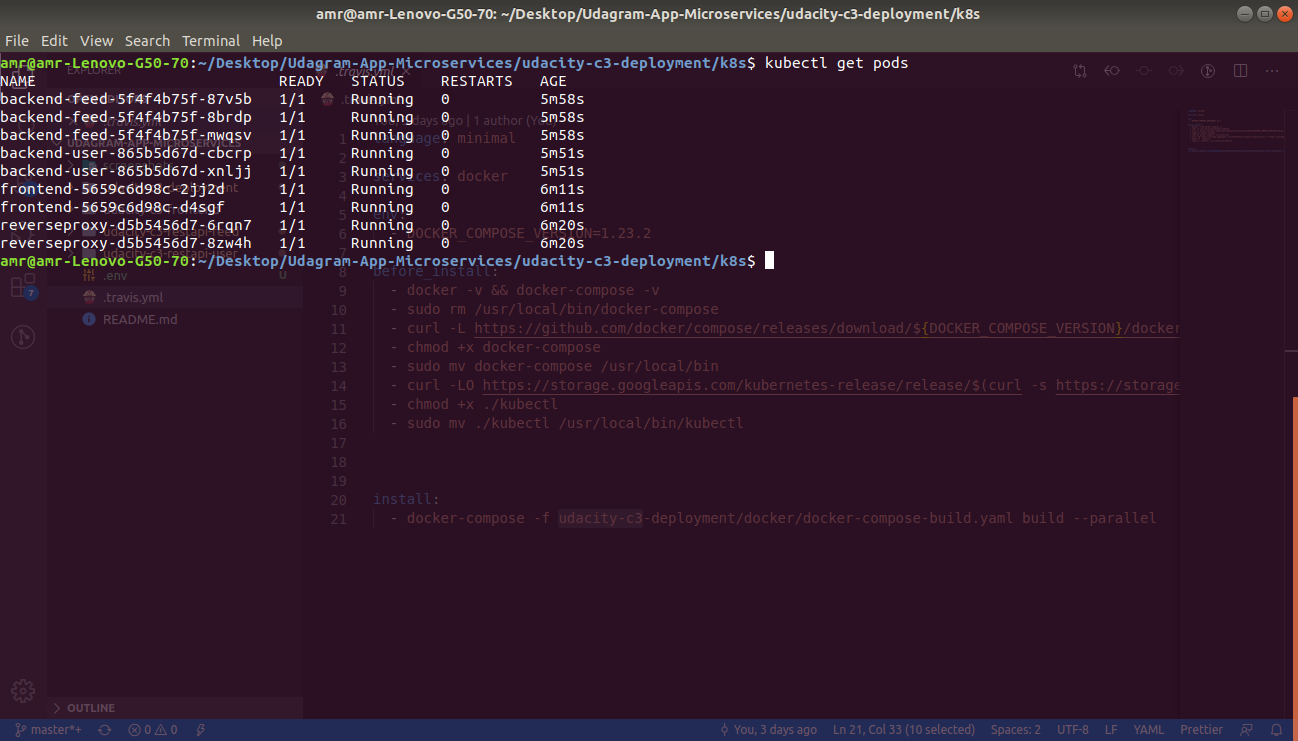 amr@amr-Lenovo-G50-70: ~/Desktop/Udagram-App-Microservices/udacity-c3-deployment/k8s
File Edit View Search Terminal Help
amr@amr-Lenovo-G50-70:~/Desktop/Udagram-App-Microservices/udacity-c3-deployment/k8s$ kubectl get pods
NAME READY STATUS RESTARTS AGE
backend-feed-5f4f4b75f-87v5b 1/1 Running 0 5m58s
backend-feed-5f4f4b75f-8brdp 1/1 Running 0 5m58s
backend-feed-5f4f4b75f-mwqsv 1/1 Running 0 5m58s
backend-user-865b5d67d-cbcrp 1/1 Running 0 5m51s
backend-user-865b5d67d-xnljj 1/1 Running 0 5m51s
frontend-5659c6d98c-2jj2d 1/1 Running 0 6m11s
frontend-5659c6d98c-d4sgf 1/1 Running 0 6m11s
reverseproxy-d5b5456d7-6rqn7 1/1 Running 0 6m20s
reverseproxy-d5b5456d7-8zw4h 1/1 Running 0 6m20s
amr@amr-Lenovo-G50-70:~/Desktop/Udagram-App-Microservices/udacity-c3-deployment/k8s$
EXPLORER
.travis.yml
UDAGRAM-APP-MICROSERVICES
udacity-c3-restapi-feed
udacity-c3-restapi-user
.env U
.travis.yml
README.md
7
OUTLINE
You, 3 days ago | 1 author (You)
1 language: minimal
2
3 services: docker
4
5 env:
6 - DOCKER_COMPOSE_VERSION=1.23.2
7
8 before_install:
9 - docker -v && docker-compose -v
10 - sudo rm /usr/local/bin/docker-compose
11 - curl -L https://github.com/docker/compose/releases/download/${DOCKER_COMPOSE_VERSION}/docker
12 - chmod +x docker-compose
13 - sudo mv docker-compose /usr/local/bin
14 - curl -LO https://storage.googleapis.com/kubernetes-release/release/$(curl -s https://storage
15 - chmod +x ./kubectl
16 - sudo mv ./kubectl /usr/local/bin/kubectl
17
18
19
20 install:
21 - docker-compose -f udacity-c3-deployment/docker/docker-compose-build.yaml build --parallel
master*+ 0 0 You, 3 days ago Ln 21, Col 33 (10 selected) Spaces: 2 UTF-8 LF YAML Prettier